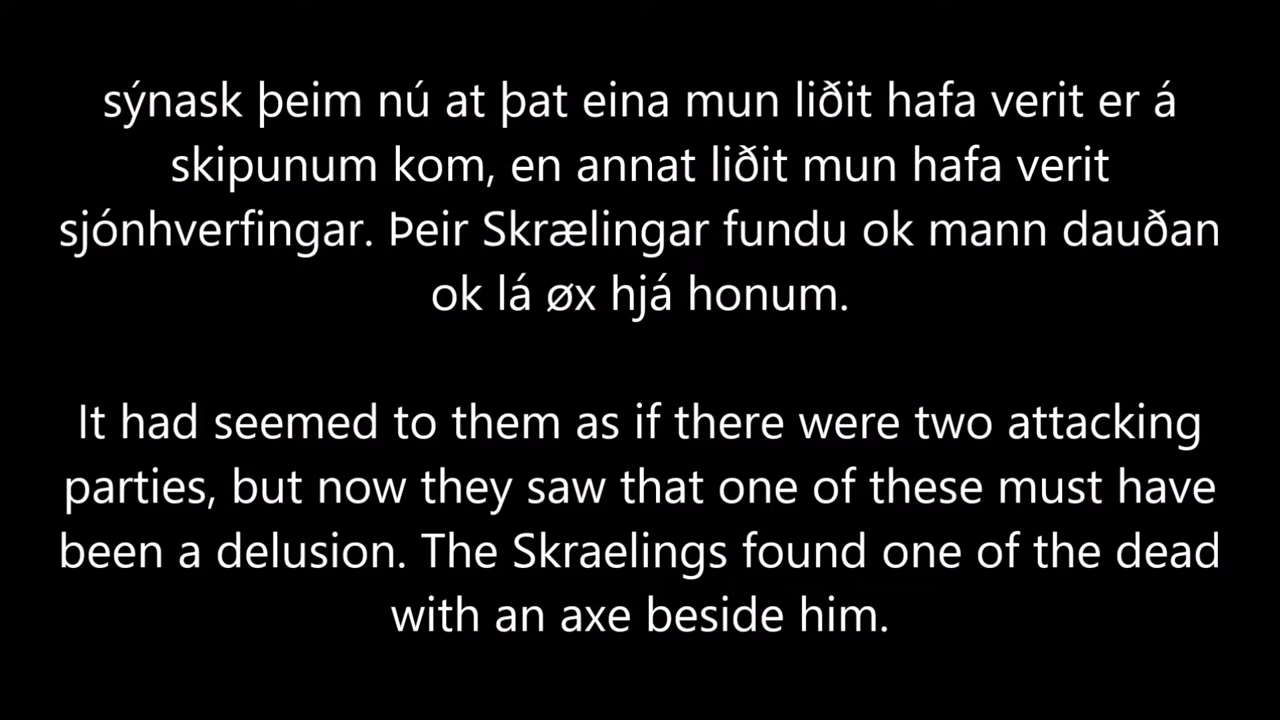 sýnask þeim nú at þat eina mun liðit hafa verit er á
skipunum kom, en annat liðit mun hafa verit
sjónhverfingar. Þeir Skrælingar fundu ok mann dauðan
ok lá øx hjá honum.
It had seemed to them as if there were two attacking
parties, but now they saw that one of these must have
been a delusion. The Skraelings found one of the dead
with an axe beside him.